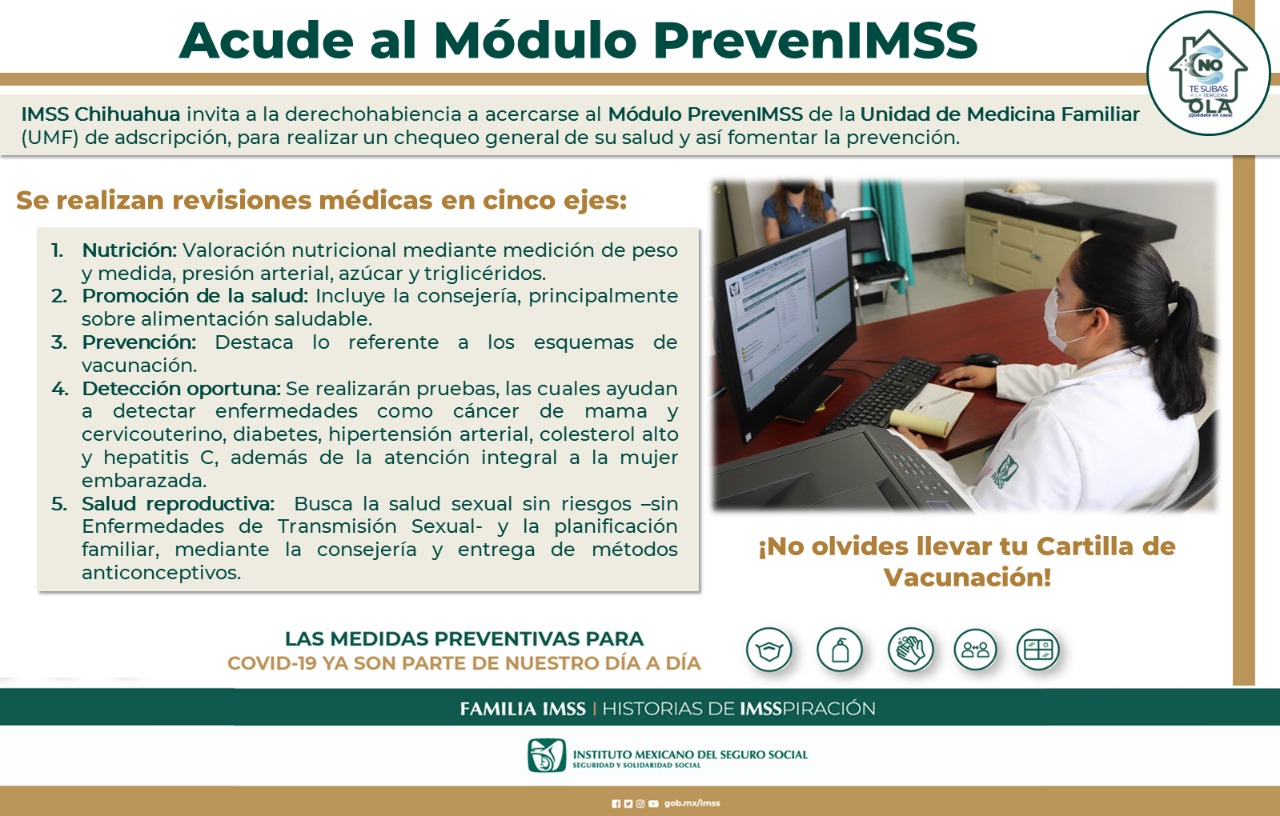 Acude al Módulo PrevenIMSS
NO
TE SUBAS
A LA TERCERA
OLA
¡Quédate en casa!
IMSS Chihuahua invita a la derechohabiencia a acercarse al Módulo PrevenIMSS de la Unidad de Medicina Familiar
(UMF) de adscripción, para realizar un chequeo general de su salud y así fomentar la prevención.
Se realizan revisiones médicas en cinco ejes:
1. Nutrición: Valoración nutricional mediante medición de peso
y medida, presión arterial, azúcar y triglicéridos.
2. Promoción de la salud: Incluye la consejería, principalmente
sobre alimentación saludable.
3. Prevención: Destaca lo referente a los esquemas de
vacunación.
4. Detección oportuna: Se realizarán pruebas, las cuales ayudan
a detectar enfermedades como cáncer de mama y
cervicouterino, diabetes, hipertensión arterial, colesterol alto
y hepatitis C, además de la atención integral a la mujer
embarazada.
5. Salud reproductiva: Busca la salud sexual sin riesgos –sin
Enfermedades de Transmisión Sexual- y la planificación
familiar, mediante la consejería y entrega de métodos
anticonceptivos.
¡No olvides llevar tu Cartilla de
Vacunación!
LAS MEDIDAS PREVENTIVAS PARA
COVID-19 YA SON PARTE DE NUESTRO DÍA A DÍA
FAMILIA IMSS | HISTORIAS DE IMSSPIRACIÓN
INSTITUTO MEXICANO DEL SEGURO SOCIAL
SEGURIDAD Y SOLIDARIDAD SOCIAL
gob.mx/imss